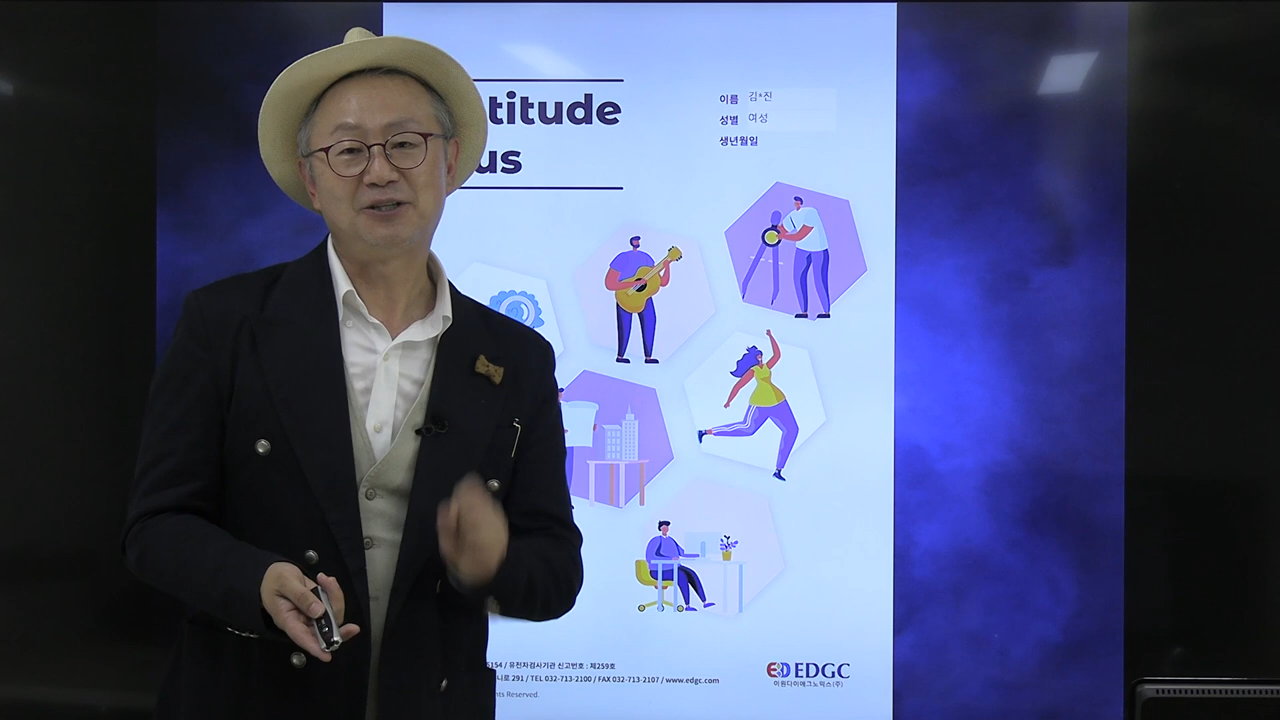 titude
us
이름 김*진
성별 여성
생년월일
5154 / 유전자검사기관 신고번호 : 제259호
니로 291 / TEL 032-713-2100 / FAX 032-713-2107 / www.edgc.com
hts Reserved.
EDGC
이원다이애그노믹스(주)